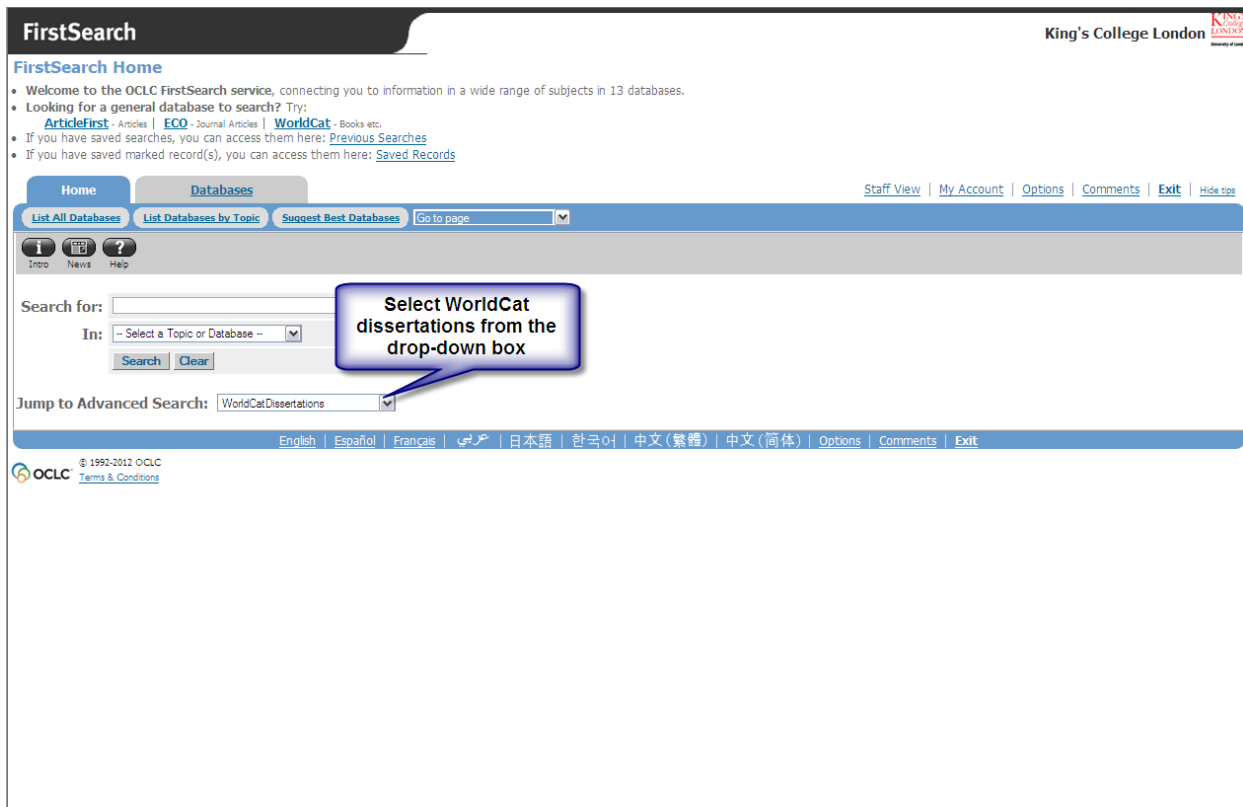 FirstSearch
King's College London
KING'S
College
LONDON
University of London
FirstSearch Home
• Welcome to the OCLC FirstSearch service, connecting you to information in a wide range of subjects in 13 databases.
• Looking for a general database to search? Try:
ArticleFirst - Articles | ECO - Journal Articles | WorldCat - Books etc.
• If you have saved searches, you can access them here: Previous Searches
• If you have saved marked record(s), you can access them here: Saved Records
Home Databases Staff View | My Account | Options | Comments | Exit | Hide tips
List All Databases List Databases by Topic Suggest Best Databases Go to page
i ?
Intro News Help
Search for:
In: -- Select a Topic or Database --
Search Clear
Select WorldCat
dissertations from the
drop-down box
Jump to Advanced Search: WorldCatDissertations
English | Español | Français | عربي | 日本語 | 한국어 | 中文(繁體) | 中文(简体) | Options | Comments | Exit
OCLC © 1992-2012 OCLC
Terms & Conditions